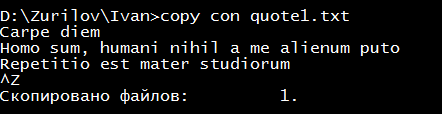 D:\Zurilov\Ivan>copy con quote1.txt
Carpe diem
Homo sum, humani nihil a me alienum puto
Repetitio est mater studiorum
^Z
Скопировано файлов:         1.